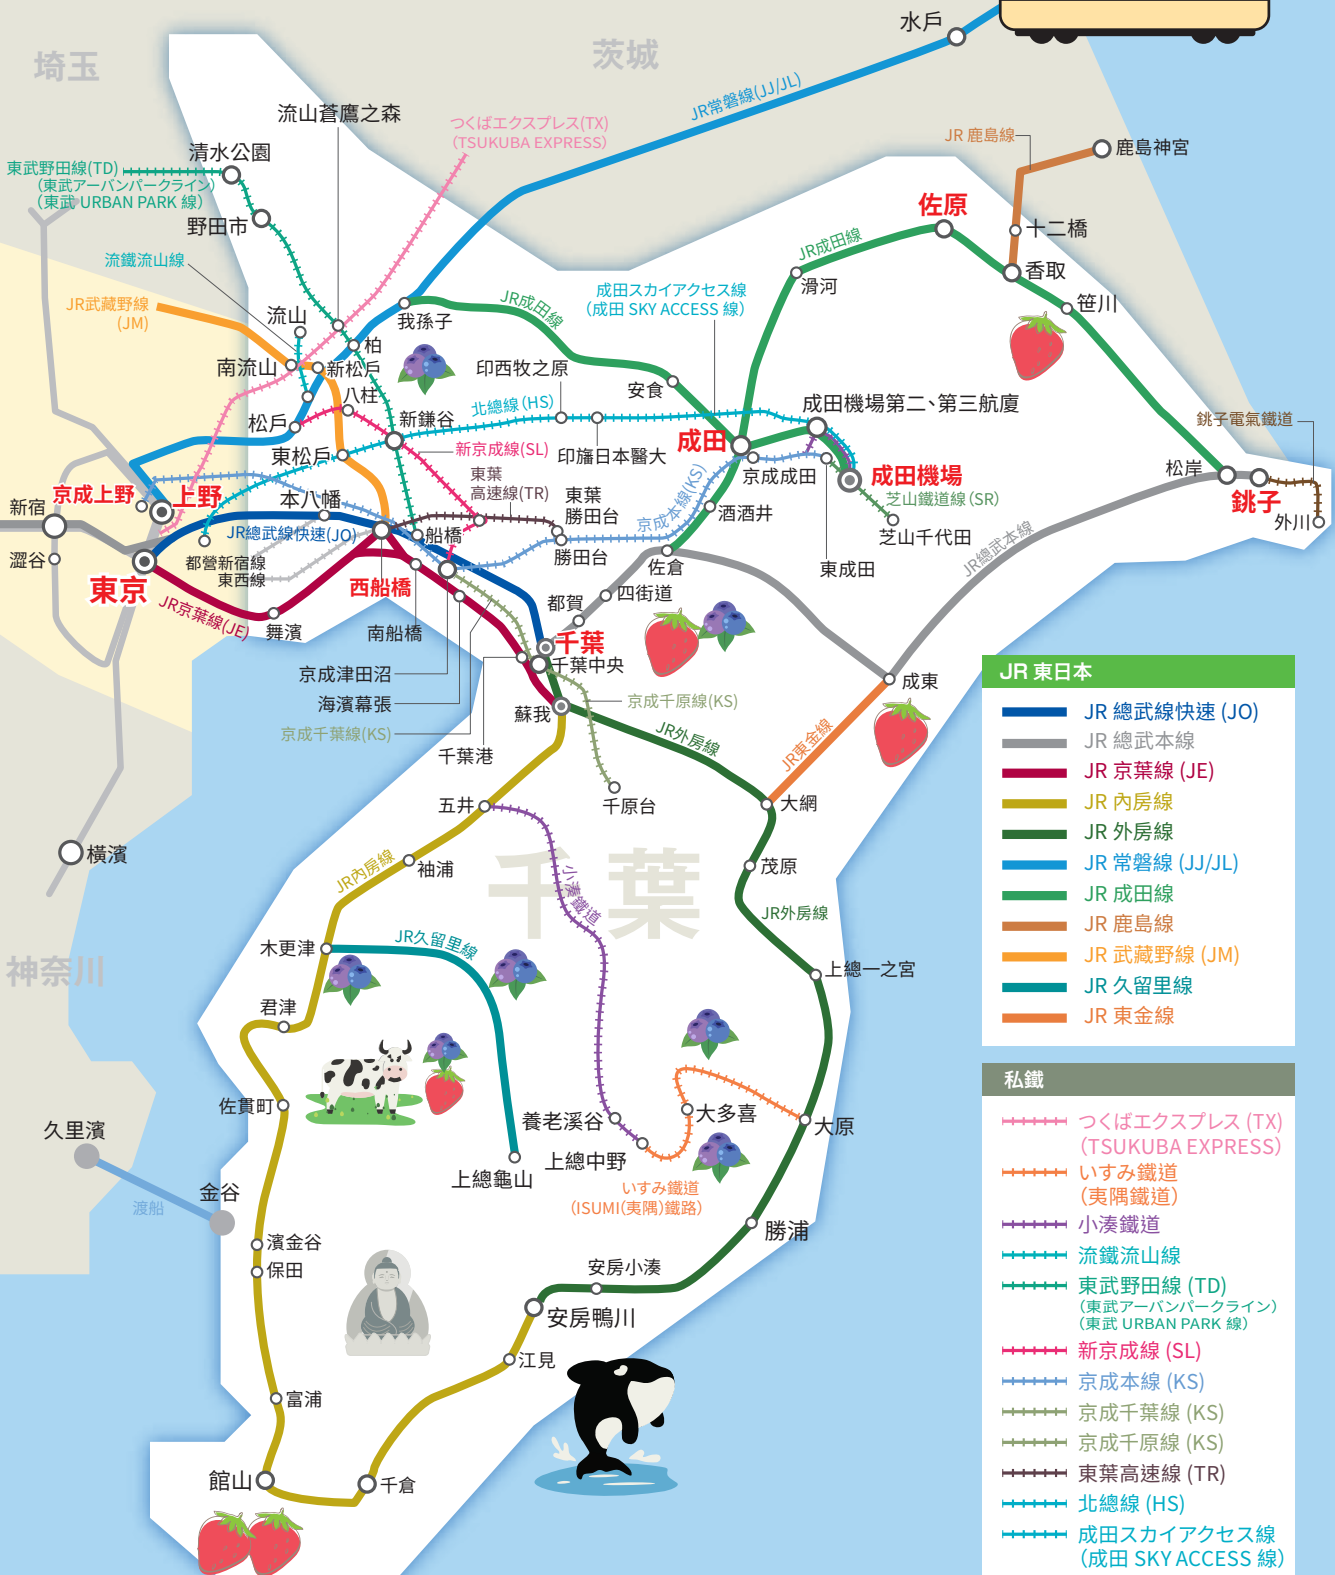 水戶
茨城
埼玉
JR常磐線(JJ/JL)
流山蒼鷹之森
つくばエクスプレス(TX)
(TSUKUBA EXPRESS)
JR 鹿島線
鹿島神宮
清水公園
東武野田線(TD)
(東武アーバンパークライン)
(東武 URBAN PARK 線)
野田市
佐原
十二橋
JR成田線
香取
滑河
笹川
流鐵流山線
JR武藏野線
(JM)
流山
我孫子
JR成田線
成田スカイアクセス線
(成田 SKY ACCESS 線)
柏
南流山
新松戶
印西牧之原
安食
八柱
北總線(HS)
成田機場第二、第三航廈
松戶
新鎌谷
銚子電氣鐵道
成田
新京成線(SL)
東松戶
印旛日本醫大
京成成田
成田機場
松岸
東葉
高速線(TR)
京成上野
上野
本八幡
東葉
勝田台
京成本線(KS)
芝山鐵道線(SR)
銚子
新宿
酒酒井
外川
JR總武線快速(JO)
船橋
芝山千代田
勝田台
澀谷
都營新宿線
東西線
佐倉
東成田
JR總武本線
東京
西船橋
四街道
都賀
JR京葉線(JE)
舞濱
南船橋
千葉
千葉中央
京成津田沼
成東
海濱幕張
京成千原線(KS)
蘇我
京成千葉線(KS)
JR外房線
JR東金線
千葉港
五井
千原台
大網
橫濱
JR內房線
袖浦
千葉
小湊鐵道
茂原
JR外房線
木更津
JR久留里線
神奈川
上總一之宮
君津
佐貫町
養老溪谷
大多喜
大原
久里濱
上總中野
上總龜山
金谷
渡船
いすみ鐵道
(ISUMI(夷隅)鐵路)
勝浦
濱金谷
保田
安房小湊
安房鴨川
江見
富浦
館山
千倉
JR 東日本
JR 總武線快速 (JO)
JR 總武本線
JR 京葉線 (JE)
JR 內房線
JR 外房線
JR 常磐線 (JJ/JL)
JR 成田線
JR 鹿島線
JR 武藏野線 (JM)
JR 久留里線
JR 東金線
私鐵
つくばエクスプレス (TX)
(TSUKUBA EXPRESS)
いすみ鐵道
(夷隅鐵道)
小湊鐵道
流鐵流山線
東武野田線 (TD)
(東武アーバンパークライン)
(東武 URBAN PARK 線)
新京成線 (SL)
京成本線 (KS)
京成千葉線 (KS)
京成千原線 (KS)
東葉高速線 (TR)
北總線 (HS)
成田スカイアクセス線
(成田 SKY ACCESS 線)